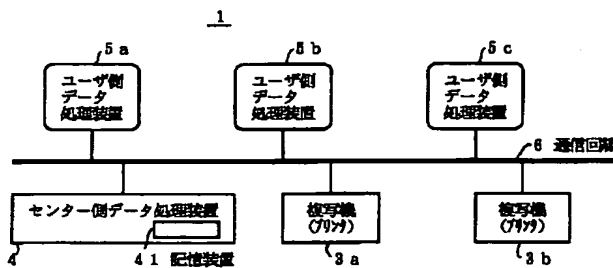 1
5a
5b
5c
ユーザ側
データ
処理装置
ユーザ側
データ
処理装置
ユーザ側
データ
処理装置
6 通信回線
センター側データ処理装置
複写機
(プリンタ)
複写機
(プリンタ)
4
41 記憶装置
3a
3b